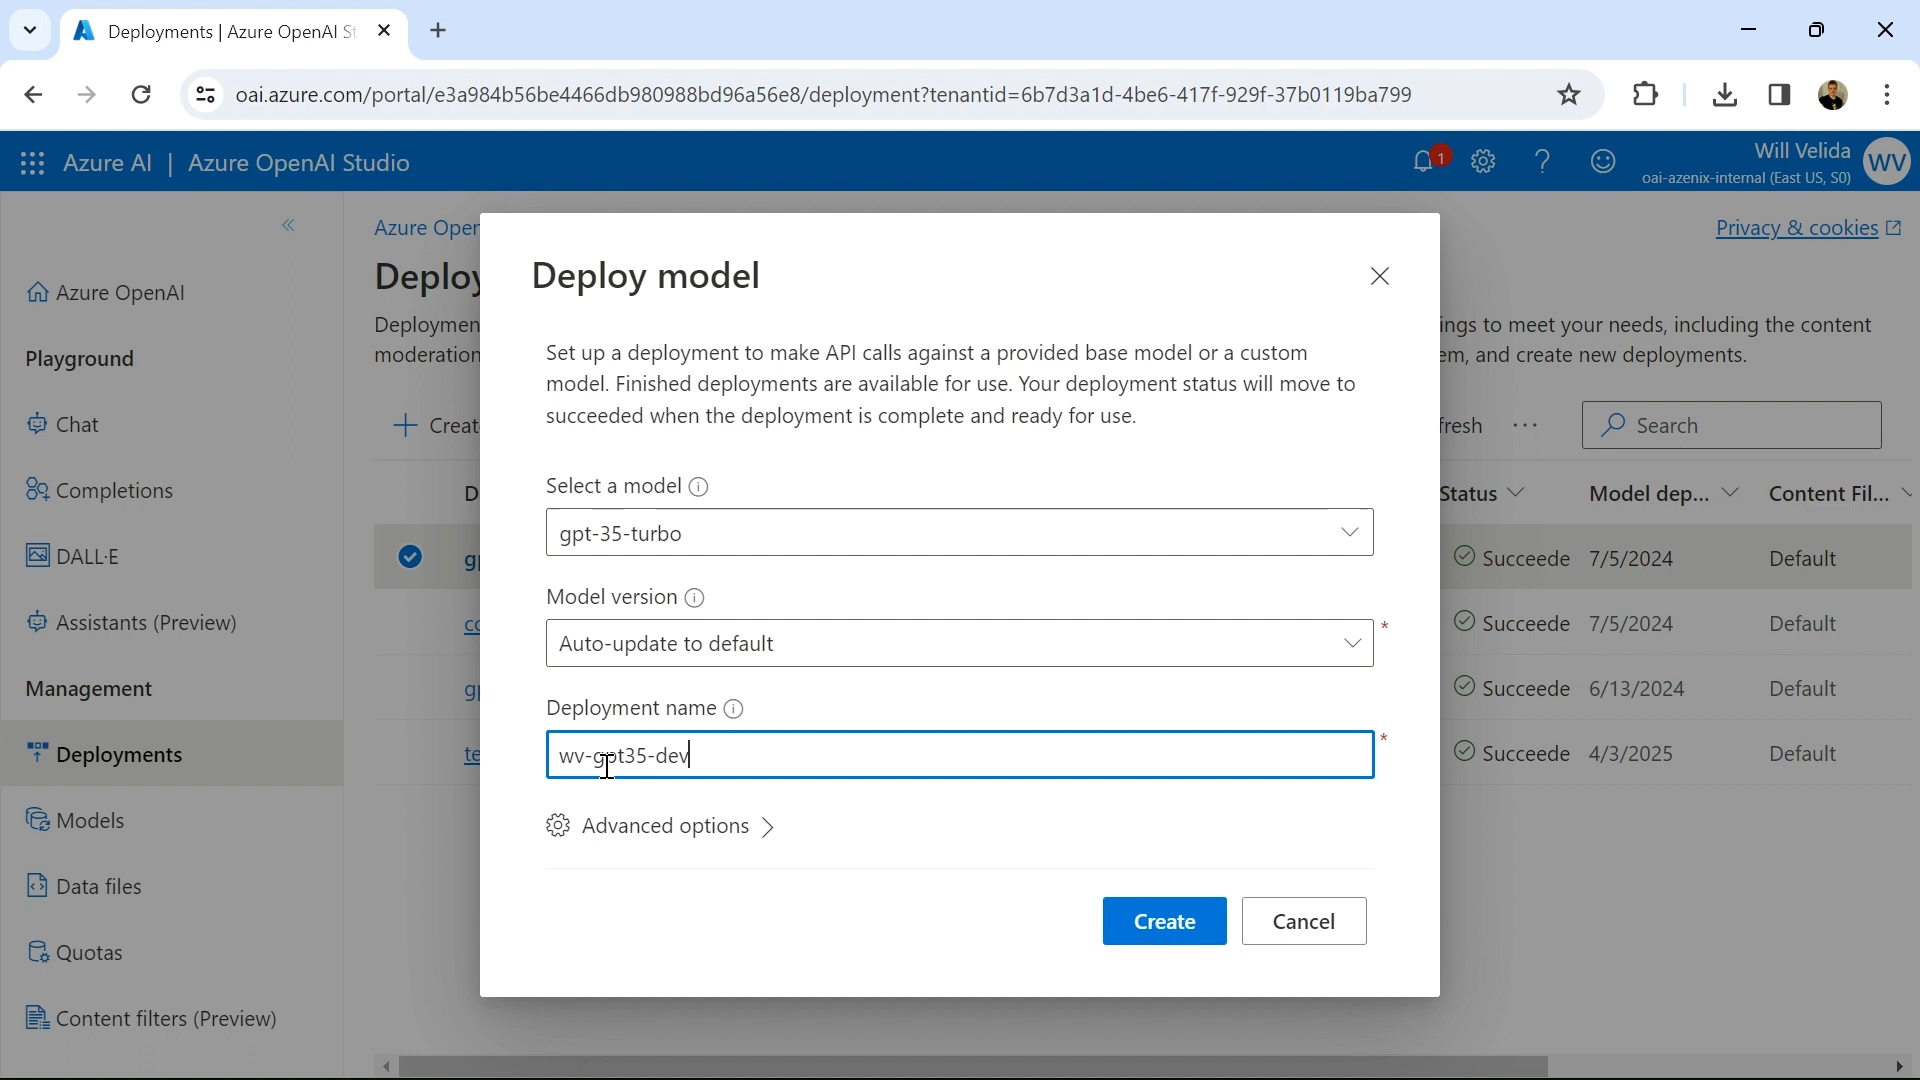 Deployments | Azure OpenAI St
oai.azure.com/portal/e3a984b56be4466db980988bd96a56e8/deployment?tenantid=6b7d3a1d-4be6-417f-929f-37b0119ba799
Azure AI | Azure OpenAI Studio
1
Will Velida
oai-azenix-internal (East US, S0)
WV
Azure OpenAI
Playground
Chat
Completions
DALL·E
Assistants (Preview)
Management
Deployments
Models
Data files
Quotas
Content filters (Preview)
Azure Open
Privacy & cookies
Deploy
Deploymen
ings to meet your needs, including the content
moderation
em, and create new deployments.
Creat
fresh
Search
D
Status
Model dep...
Content Fil...
gp
Succeede
7/5/2024
Default
co
Succeede
7/5/2024
Default
gp
Succeede
6/13/2024
Default
te
Succeede
4/3/2025
Default
Deploy model
Set up a deployment to make API calls against a provided base model or a custom
model. Finished deployments are available for use. Your deployment status will move to
succeeded when the deployment is complete and ready for use.
Select a model
gpt-35-turbo
Model version
Auto-update to default
*
Deployment name
wv-gpt35-dev
*
Advanced options
Create
Cancel